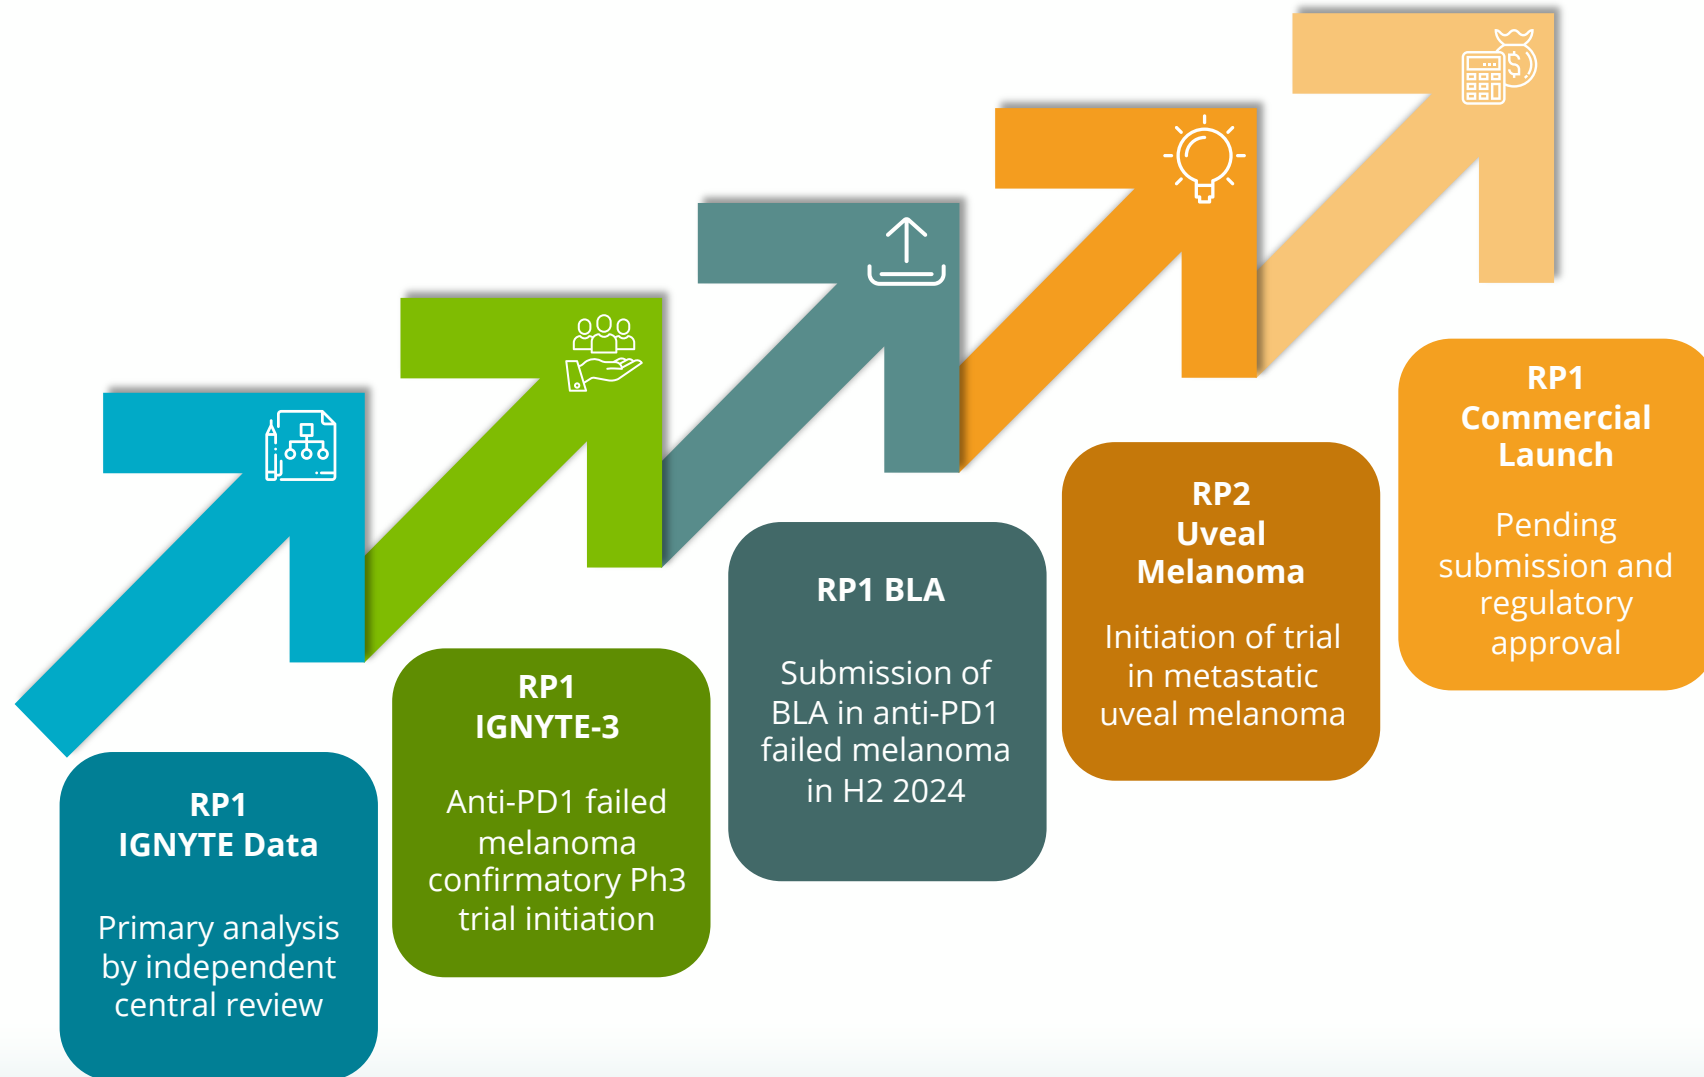 RP1
IGNYTE Data
Primary analysis
by independent
central review
RP1
IGNYTE-3
Anti-PD1 failed
melanoma
confirmatory Ph3
trial initiation
RP1 BLA
Submission of
BLA in anti-PD1
failed melanoma
in H2 2024
RP2
Uveal
Melanoma
Initiation of trial
in metastatic
uveal melanoma
RP1
Commercial
Launch
Pending
submission and
regulatory
approval
$